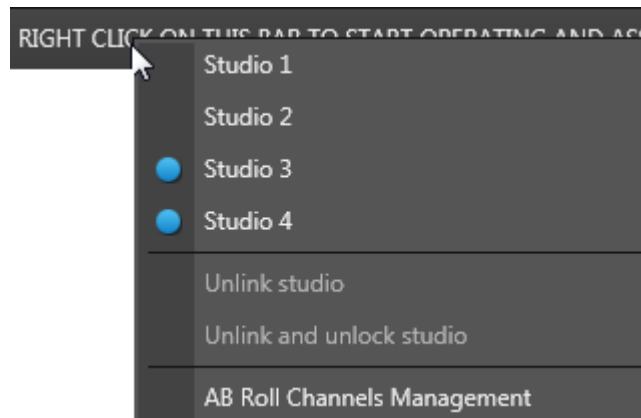 RIGHT CLICK ON THIS BAR TO START OPERATING AND
Studio 1
Studio 2
Studio 3
Studio 4
Unlink studio
Unlink and unlock studio
AB Roll Channels Management